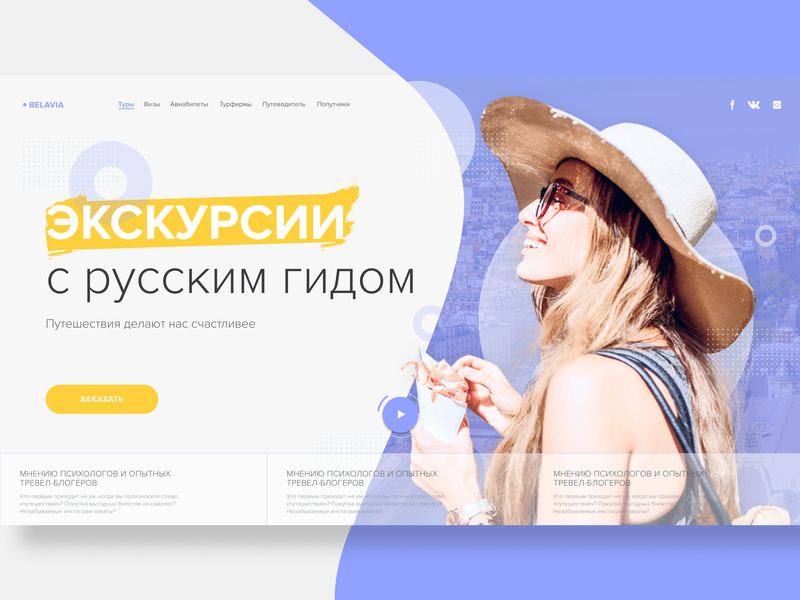 BELAVIA
Туры Визы Авиабилеты Турфирмы Путеводитель Попутчики
ЭКСКУРСИИ
с русским гидом
Путешествия делают нас счастливее
ЗАКАЗАТЬ
МНЕНИЮ ПСИХОЛОГОВ И ОПЫТНЫХ
ТРЕВЕЛ-БЛОГЕРОВ
Кто первым приходит на ум, когда вы произносите слово
«путешествие»? Покупка выгодных билетов на самолет?
Незабываемые инстаграм-закаты?
МНЕНИЮ ПСИХОЛОГОВ И ОПЫТНЫХ
ТРЕВЕЛ-БЛОГЕРОВ
Кто первым приходит на ум, когда вы произносите слово
«путешествие»? Покупка выгодных билетов на самолет?
Незабываемые инстаграм-закаты?
МНЕНИЮ ПСИХОЛОГОВ И ОПЫТНЫХ
ТРЕВЕЛ-БЛОГЕРОВ
Кто первым приходит на ум, когда вы произносите слово
«путешествие»? Покупка выгодных билетов на самолет?
Незабываемые инстаграм-закаты?